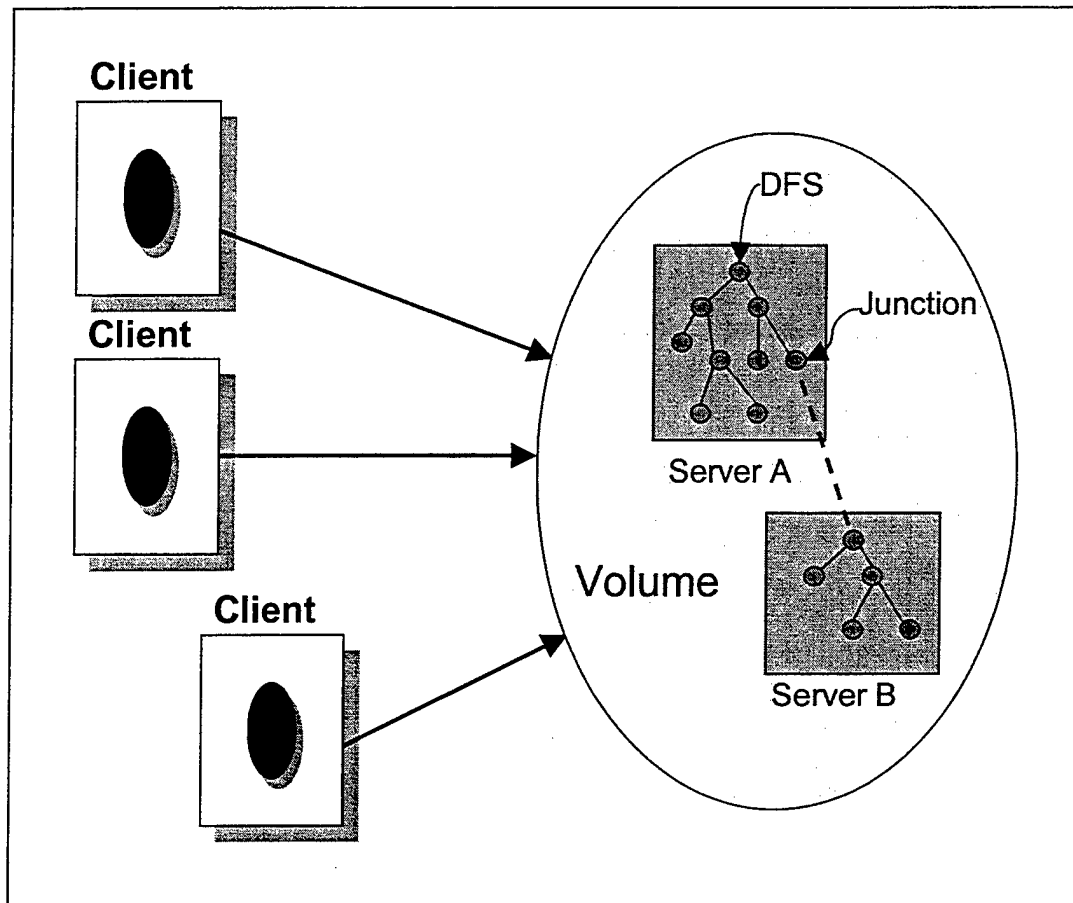 Client
Client
Client
DFS
Junction
Server A
Volume
Server B